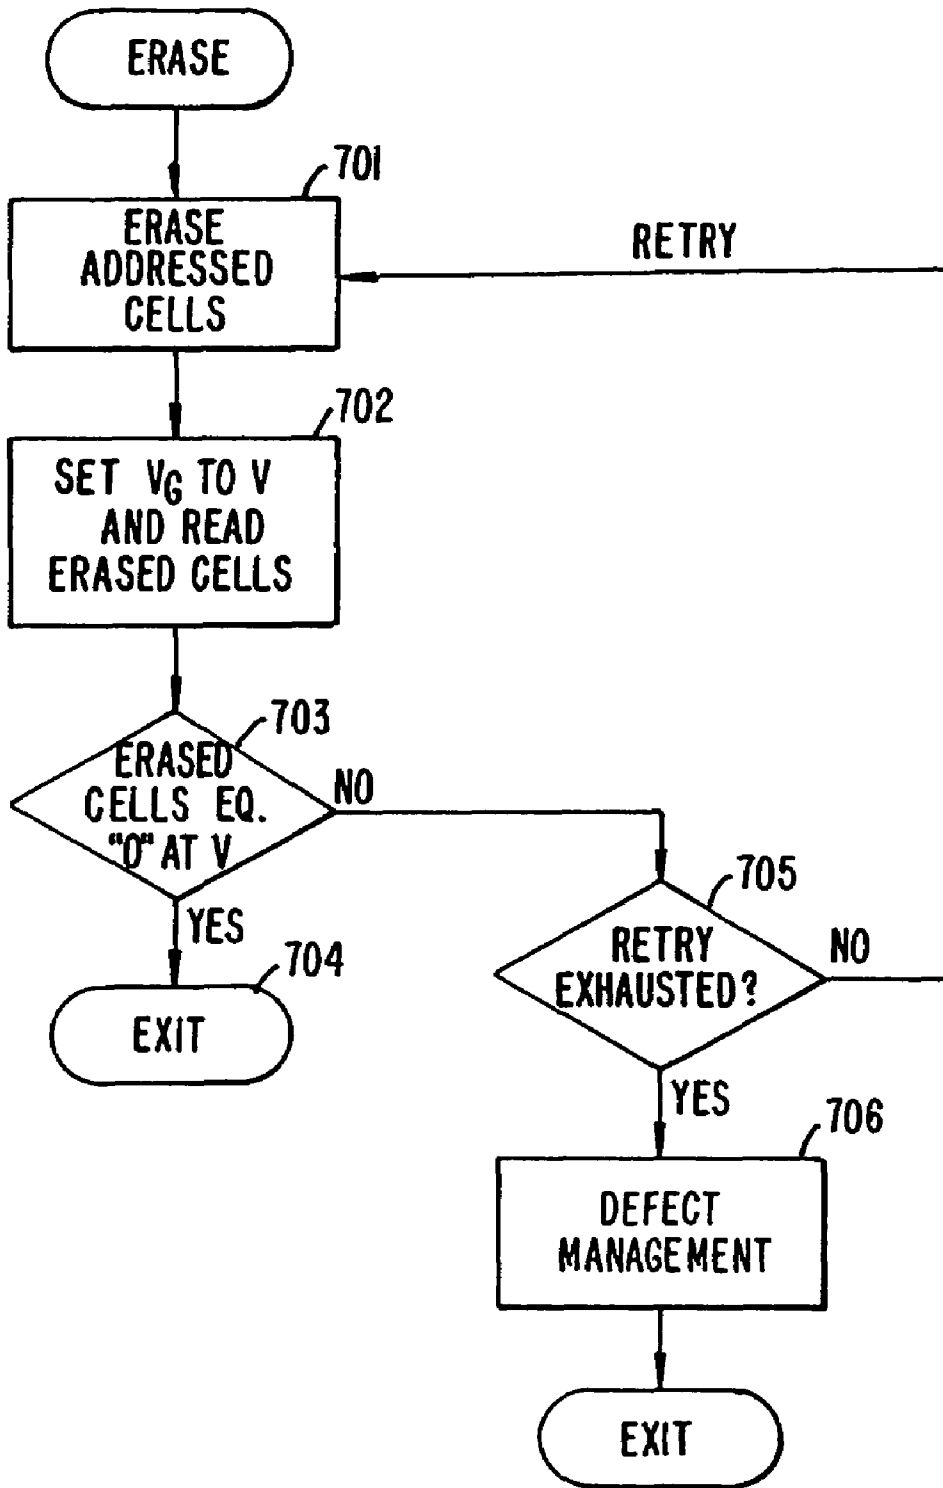 ERASE
701
ERASE
ADDRESSED
CELLS
RETRY
702
SET VG TO V
AND READ
ERASED CELLS
703
ERASED
CELLS EQ.
"0" AT V
NO
YES
704
EXIT
705
RETRY
EXHAUSTED?
NO
YES
706
DEFECT
MANAGEMENT
EXIT